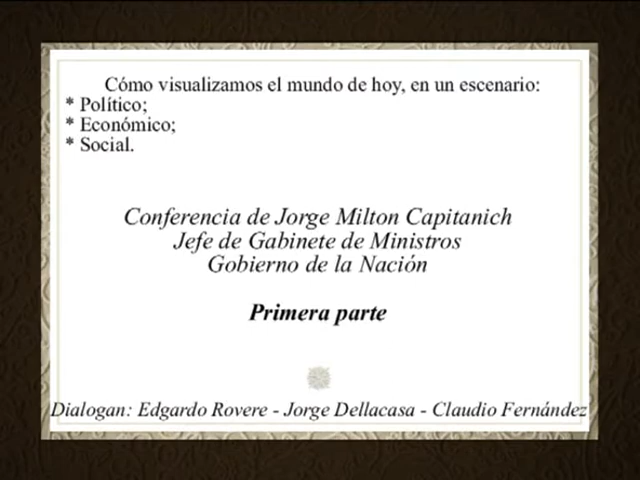 Cómo visualizamos el mundo de hoy, en un escenario:
* Político;
* Económico;
* Social.
Conferencia de Jorge Milton Capitanich
Jefe de Gabinete de Ministros
Gobierno de la Nación
Primera parte
Dialogan: Edgardo Rovere - Jorge Dellacasa - Claudio Fernández